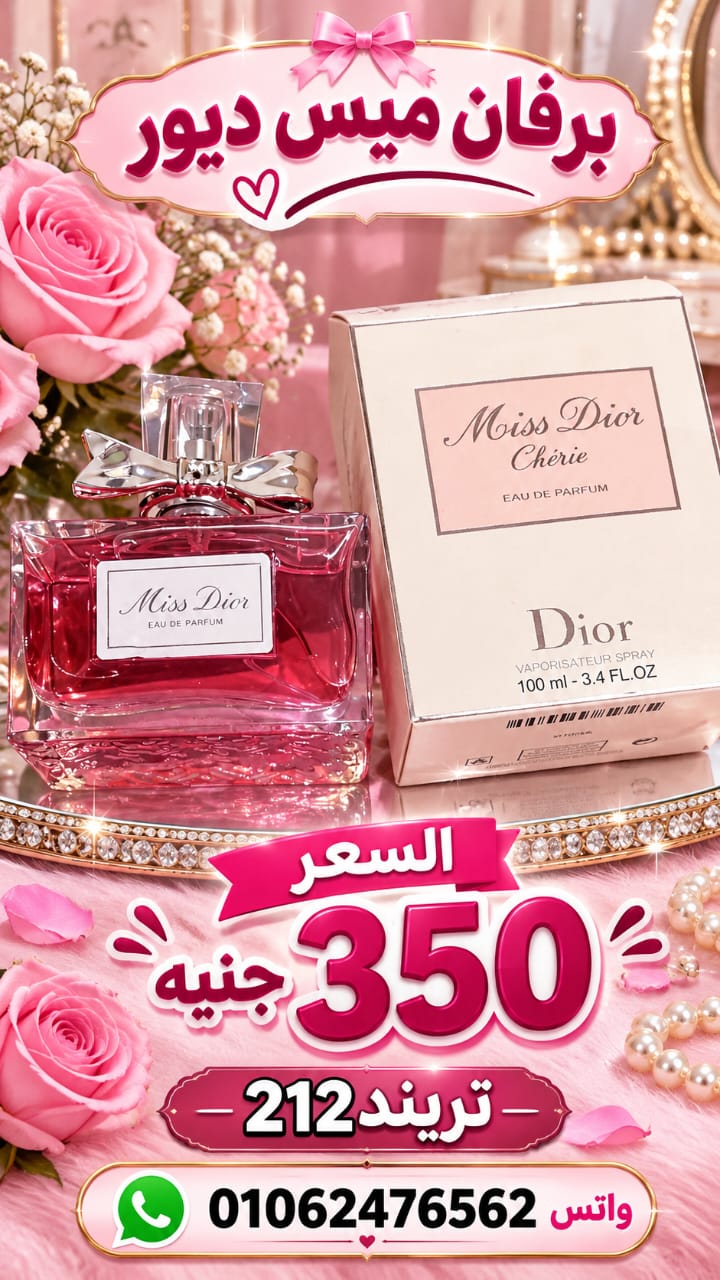 برفان ميس ديور
Miss Dior
Chérie
EAU DE PARFUM
Miss Dior
EAU DE PARFUM
Dior
VAPORISATEUR SPRAY
100 ml - 3.4 FL.OZ
السعر
350 جنيه
تريند212
واتس 01062476562